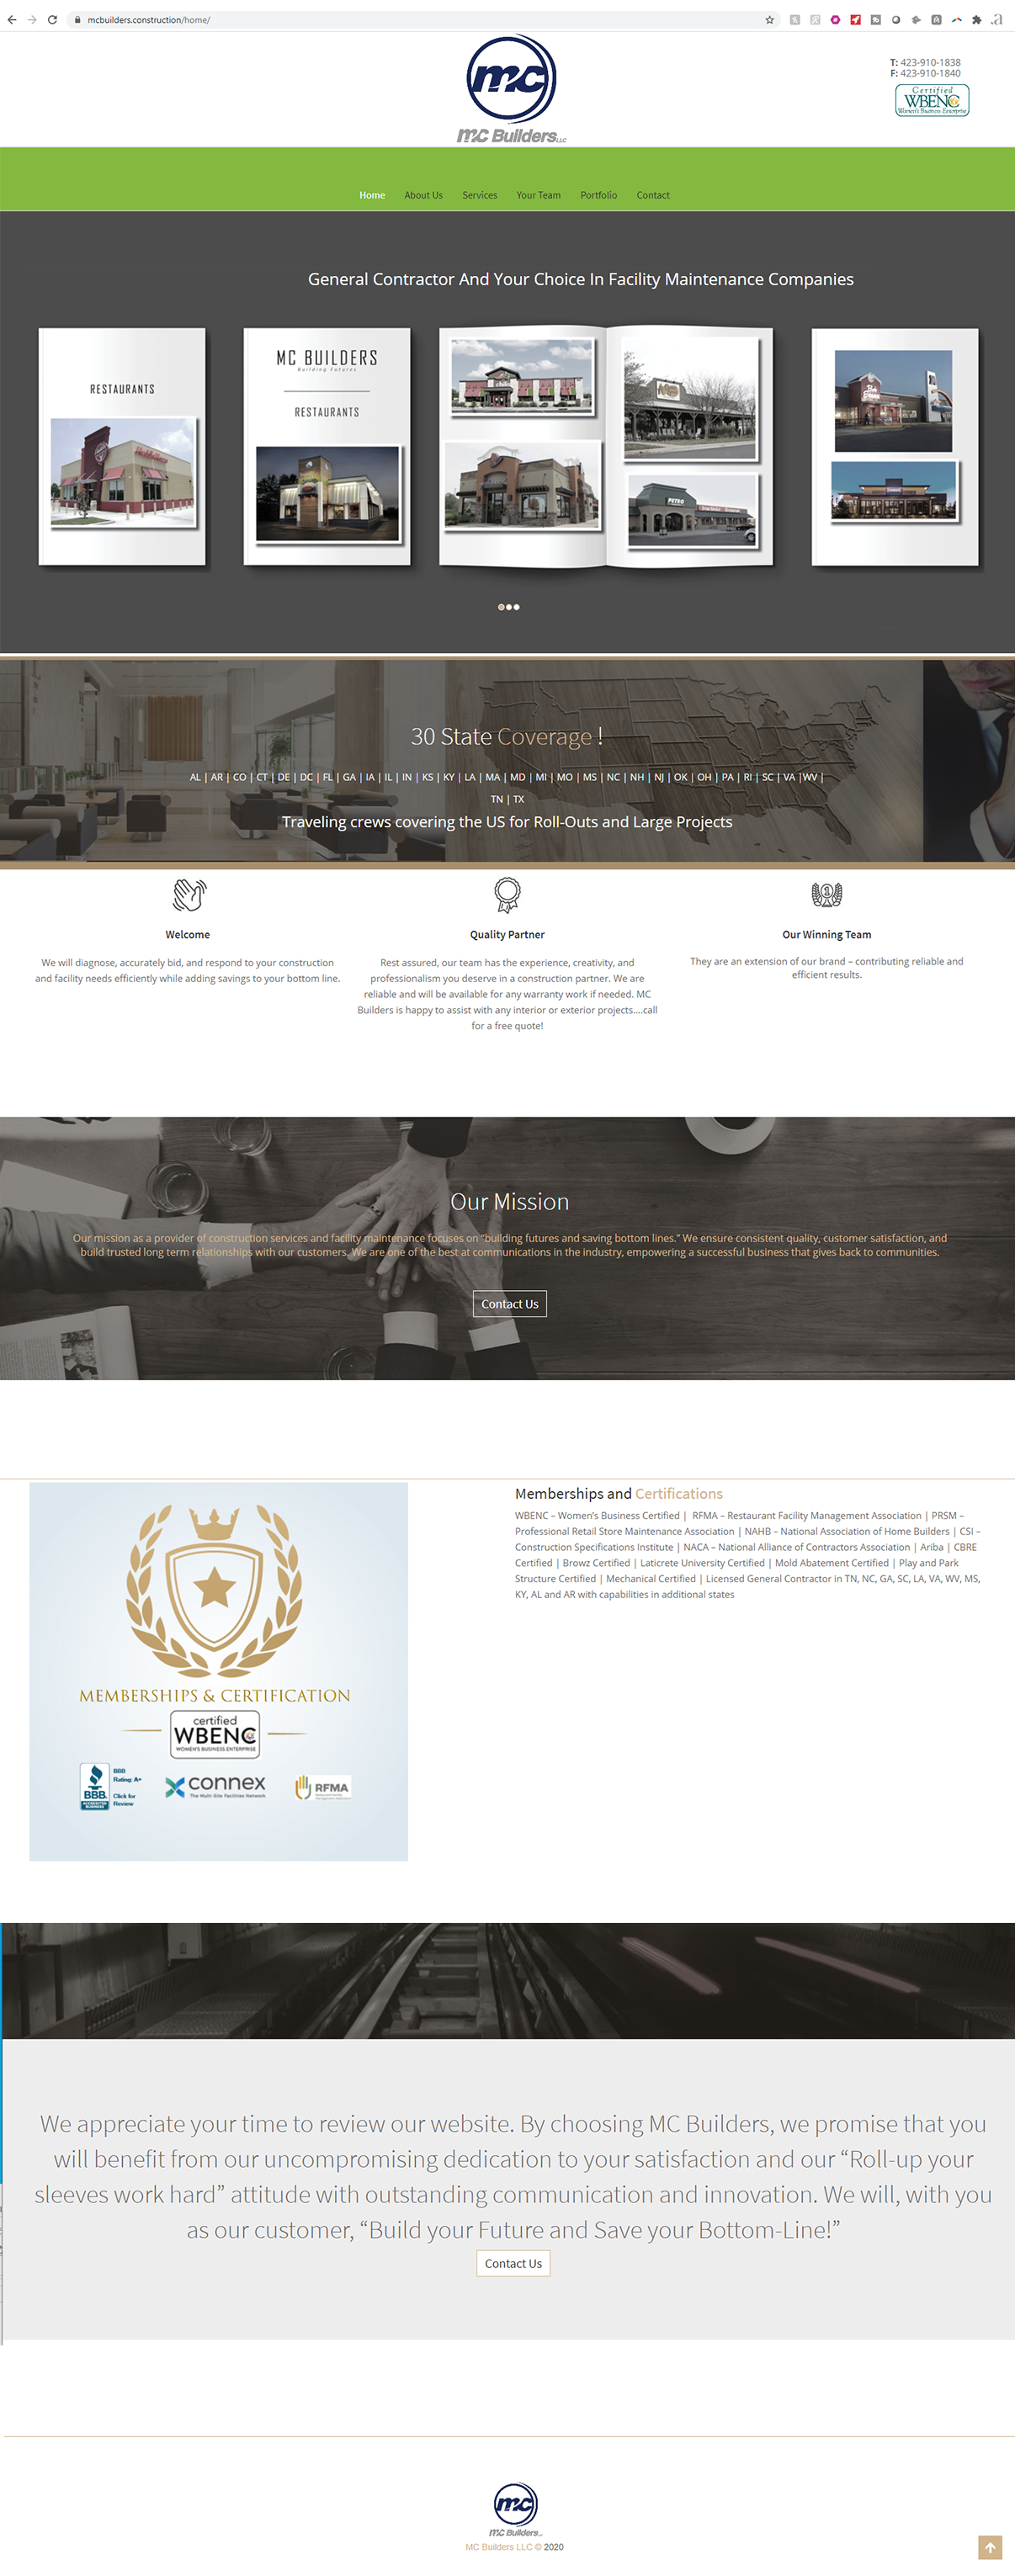 mcbuilders.construction/home/
mc
MC Builders LLC
T: 423-910-1838
F: 423-910-1840
Certified
WBENC
Women's Business Enterprise
Home About Us Services Your Team Portfolio Contact
General Contractor And Your Choice In Facility Maintenance Companies
RESTAURANTS
MC BUILDERS
Building Futures
RESTAURANTS
PETRO
30 State Coverage !
AL | AR | CO | CT | DE | DC | FL | GA | IA | IL | IN | KS | KY | LA | MA | MD | MI | MO | MS | NC | NH | NJ | OK | OH | PA | RI | SC | VA |WV |
TN | TX
Traveling crews covering the US for Roll-Outs and Large Projects
Welcome
We will diagnose, accurately bid, and respond to your construction
and facility needs efficiently while adding savings to your bottom line.
Quality Partner
Rest assured, our team has the experience, creativity, and
professionalism you deserve in a construction partner. We are
reliable and will be available for any warranty work if needed. MC
Builders is happy to assist with any interior or exterior projects....call
for a free quote!
1
Our Winning Team
They are an extension of our brand – contributing reliable and
efficient results.
Our Mission
Our mission as a provider of construction services and facility maintenance focuses on “building futures and saving bottom lines.” We ensure consistent quality, customer satisfaction, and
build trusted long term relationships with our customers. We are one of the best at communications in the industry, empowering a successful business that gives back to communities.
Contact Us
MEMBERSHIPS & CERTIFICATION
certified
WBENC
WOMEN'S BUSINESS ENTERPRISE
BBB
ACCREDITED
BUSINESS
BBB
Rating: A+
Click for
Review
connex
The Multi-Site Facilities Network
RFMA
Memberships and Certifications
WBENC – Women’s Business Certified | RFMA – Restaurant Facility Management Association | PRSM –
Professional Retail Store Maintenance Association | NAHB – National Association of Home Builders | CSI –
Construction Specifications Institute | NACA – National Alliance of Contractors Association | Ariba | CBRE
Certified | Browz Certified | Laticrete University Certified | Mold Abatement Certified | Play and Park
Structure Certified | Mechanical Certified | Licensed General Contractor in TN, NC, GA, SC, LA, VA, WV, MS,
KY, AL and AR with capabilities in additional states
We appreciate your time to review our website. By choosing MC Builders, we promise that you
will benefit from our uncompromising dedication to your satisfaction and our “Roll-up your
sleeves work hard” attitude with outstanding communication and innovation. We will, with you
as our customer, “Build your Future and Save your Bottom-Line!”
Contact Us
mc
MC Builders LLC
MC Builders LLC © 2020